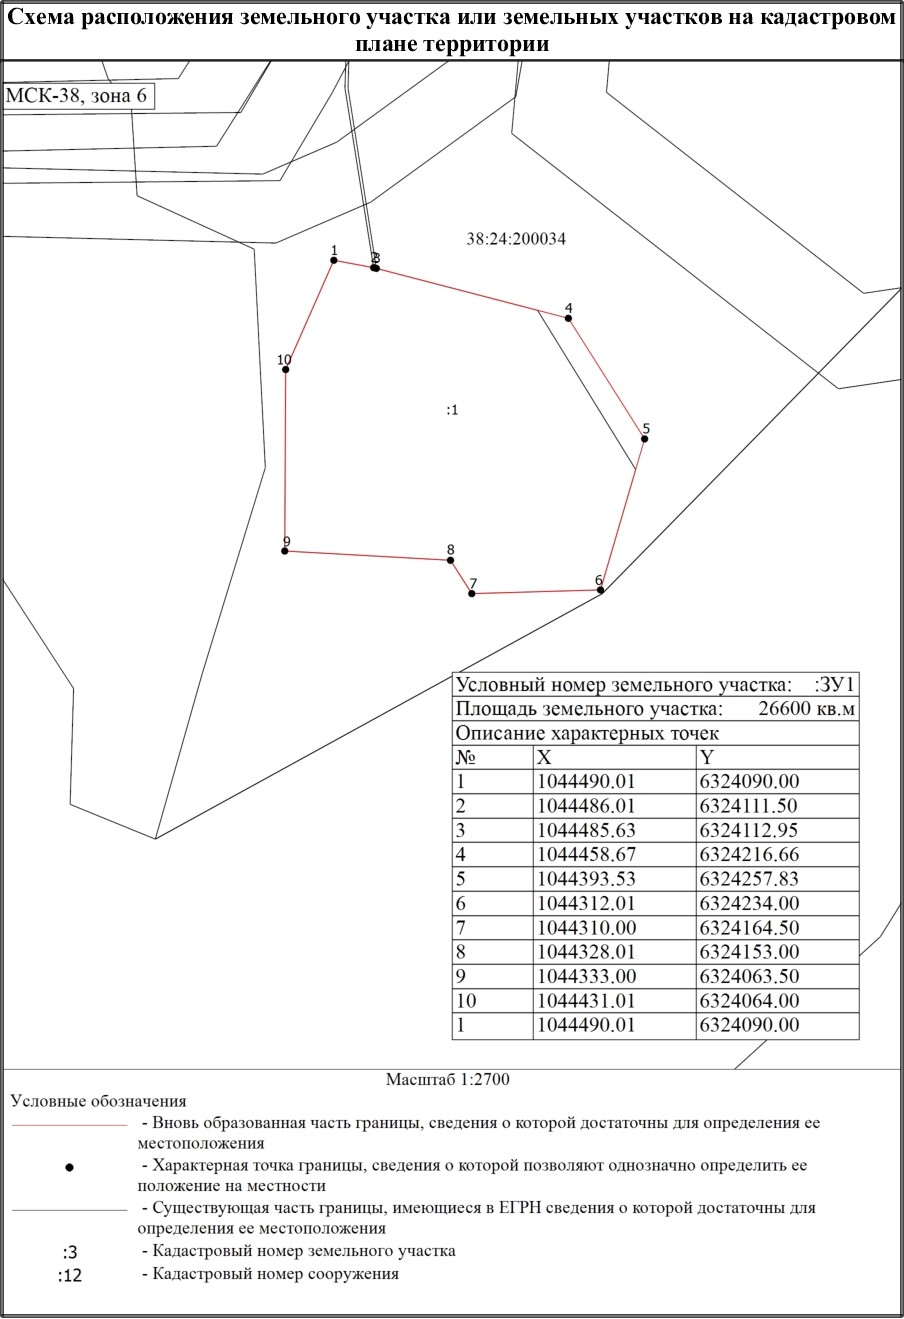 Схема расположения земельного участка или земельных участков на кадастровом
плане территории
МСК-38, зона 6
38:24:200034
1
3
4
10
:1
5
9
8
7
6
Условный номер земельного участка: :ЗУ1
Площадь земельного участка: 26600 кв.м
Описание характерных точек
№ X Y
1 1044490.01 6324090.00
2 1044486.01 6324111.50
3 1044485.63 6324112.95
4 1044458.67 6324216.66
5 1044393.53 6324257.83
6 1044312.01 6324234.00
7 1044310.00 6324164.50
8 1044328.01 6324153.00
9 1044333.00 6324063.50
10 1044431.01 6324064.00
1 1044490.01 6324090.00
Масштаб 1:2700
Условные обозначения
- Вновь образованная часть границы, сведения о которой достаточны для определения ее
местоположения
- Характерная точка границы, сведения о которой позволяют однозначно определить ее
положение на местности
- Существующая часть границы, имеющиеся в ЕГРН сведения о которой достаточны для
определения ее местоположения
:3 - Кадастровый номер земельного участка
:12 - Кадастровый номер сооружения